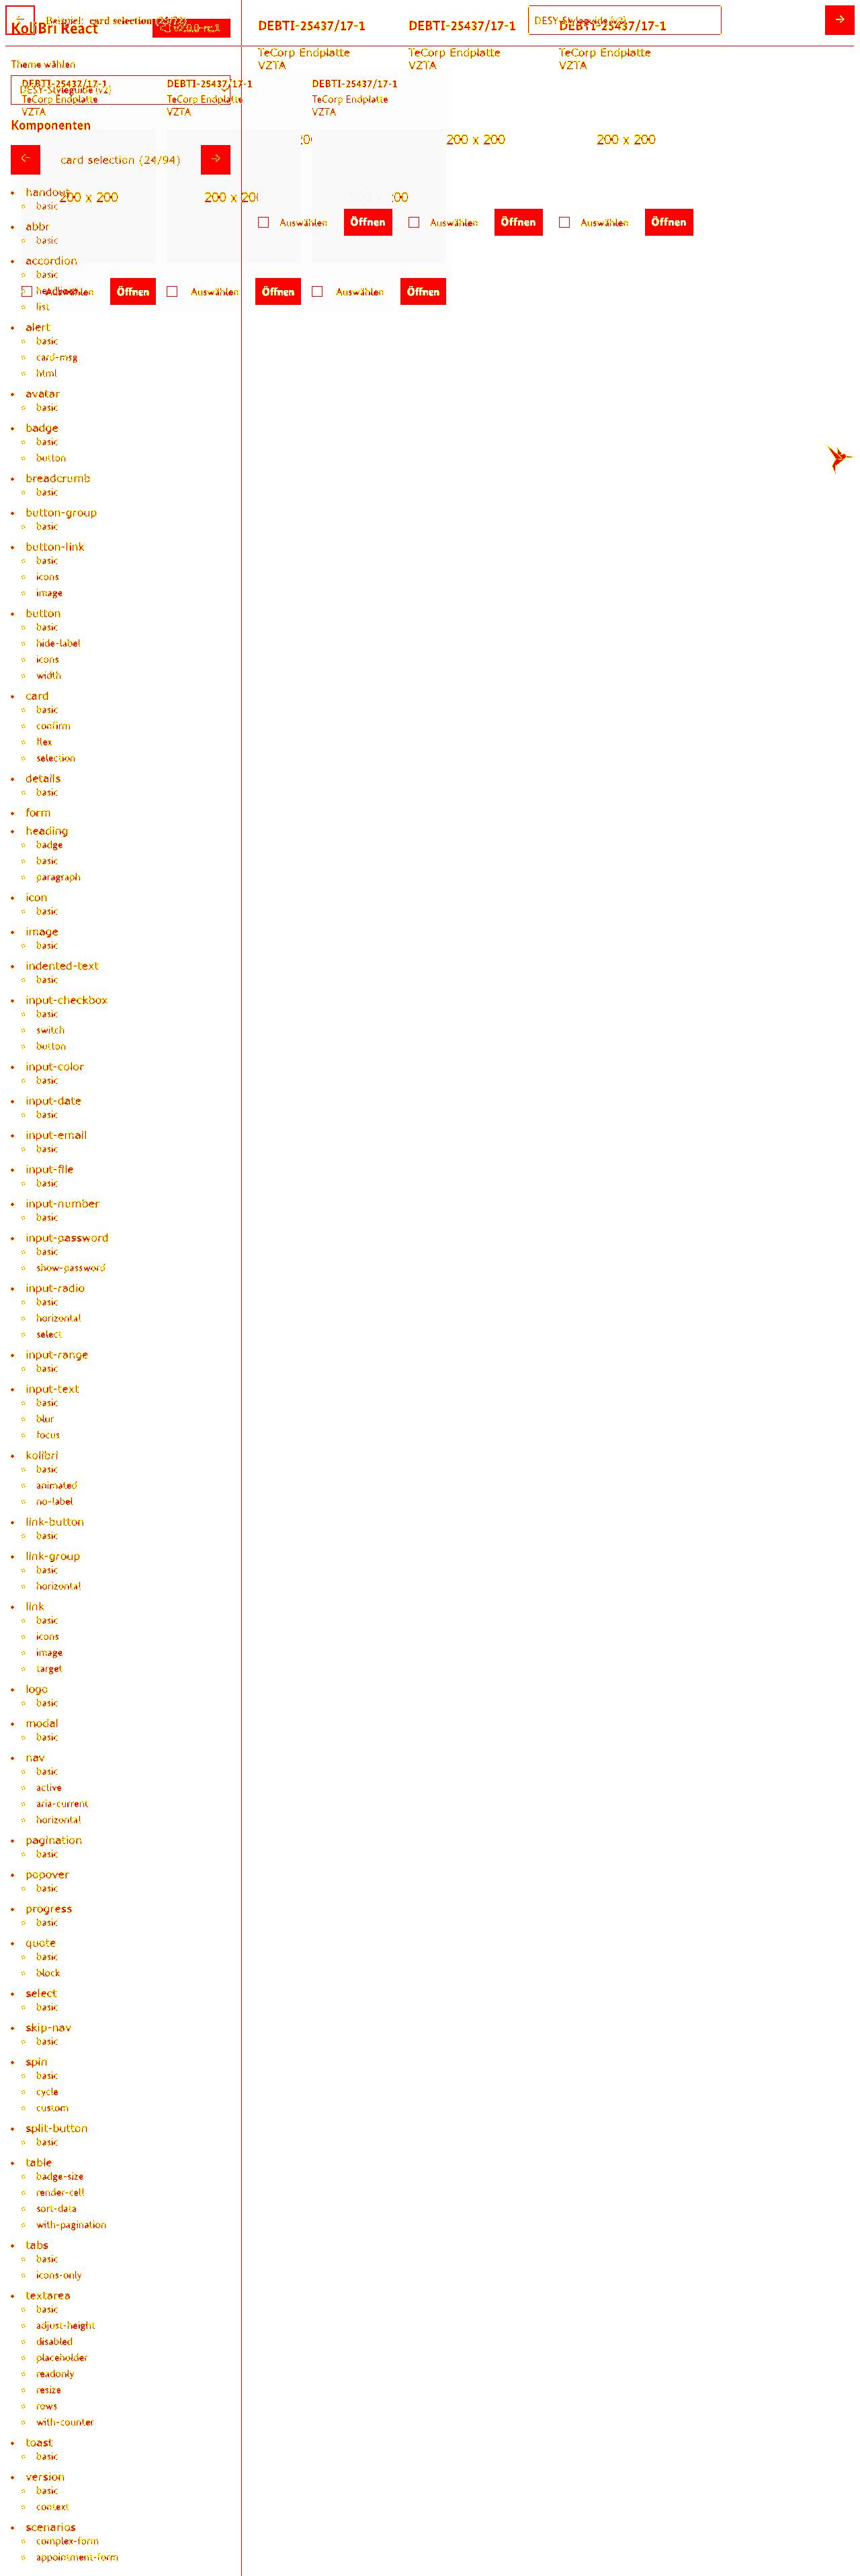 Beispiel: card selection
KoliBri React
DESY-Styleguide (v2)
DEBTI-25437/17-1
DEBTI-25437/17-1
DEBTI-25437/17-1
TeCorp Endplatte
VZTA
TeCorp Endplatte
VZTA
TeCorp Endplatte
VZTA
Theme wählen
DESY-Styleguide (v2)
DEBTI-25437/17-1
DEBTI-25437/17-1
DEBTI-25437/17-1
TeCorp Endplatte
VZTA
TeCorp Endplatte
VZTA
TeCorp Endplatte
VZTA
Komponenten
200 x 200
200 x 200
card selection (24/94)
200 x 200
200 x 200
Auswählen Öffnen
Auswählen Öffnen
Auswählen Öffnen
Auswählen Öffnen
Auswählen Öffnen
Auswählen Öffnen
handout
basic
abbr
basic
accordion
basic
headlines
list
alert
basic
card-msg
html
avatar
basic
badge
basic
button
breadcrumb
basic
button-group
basic
button-link
basic
icons
image
button
basic
hide-label
icons
width
card
basic
confirm
flex
selection
details
basic
form
heading
badge
basic
paragraph
icon
basic
image
basic
indented-text
basic
input-checkbox
basic
switch
button
input-color
basic
input-date
basic
input-email
basic
input-file
basic
input-number
basic
input-password
basic
show-password
input-radio
basic
horizontal
select
input-range
basic
input-text
basic
blur
focus
kolibri
basic
animated
no-label
link-button
basic
link-group
basic
horizontal
link
basic
icons
image
target
logo
basic
modal
basic
nav
basic
active
aria-current
horizontal
pagination
basic
popover
basic
progress
basic
quote
basic
block
select
basic
skip-nav
basic
spin
basic
cycle
custom
split-button
basic
table
badge-size
render-cell
sort-data
with-pagination
tabs
basic
icons-only
textarea
basic
adjust-height
disabled
placeholder
readonly
resize
rows
with-counter
toast
basic
version
basic
context
scenarios
complex-form
appointment-form